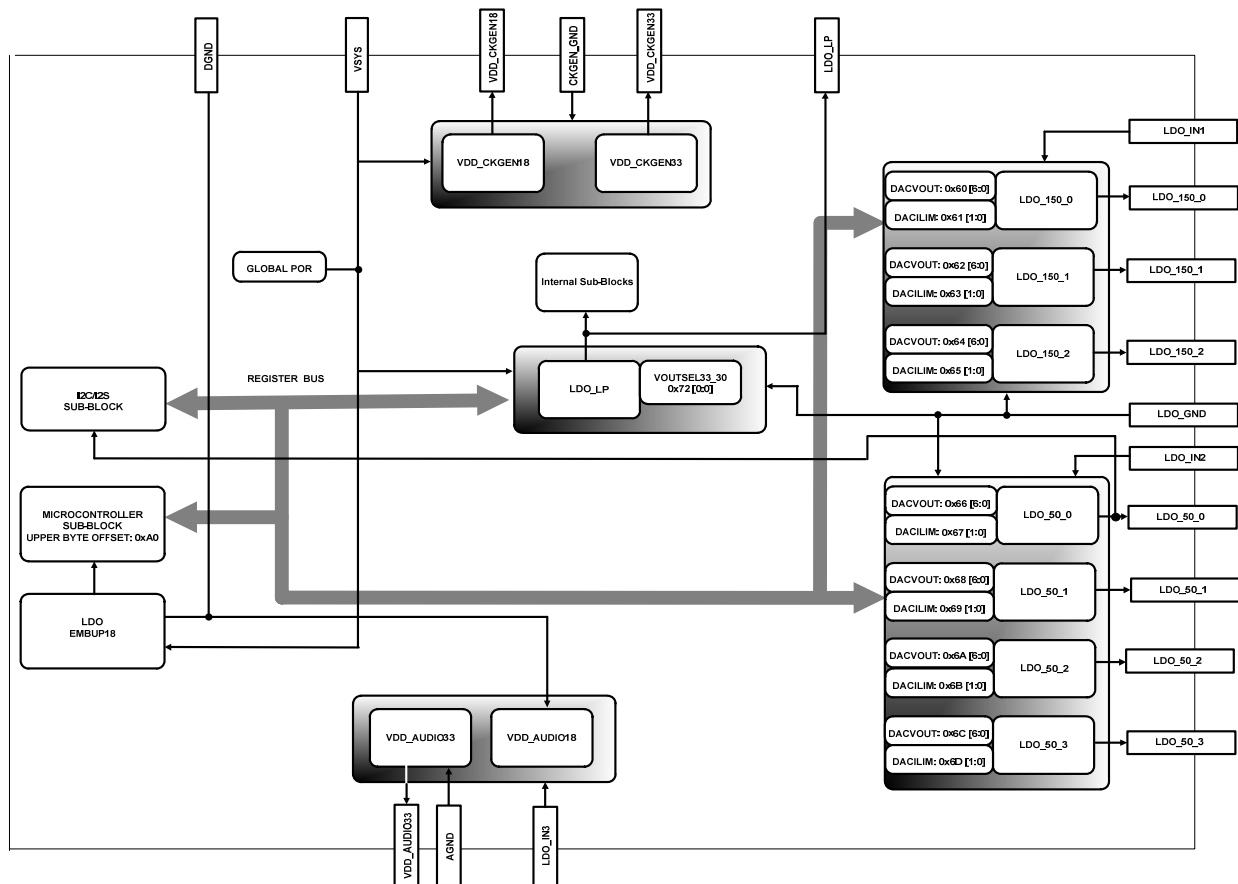 DGND
VSYS
VDD_CKGEN18
CKGEN_GND
VDD_CKGEN33
LDO_LP
VDD_CKGEN18
VDD_CKGEN33
LDO_IN1
DACVOUT: 0x60 [6:0]
DACILIM: 0x61 [1:0]
LDO_150_0
LDO_150_0
GLOBAL POR
Internal Sub-Blocks
DACVOUT: 0x62 [6:0]
DACILIM: 0x63 [1:0]
LDO_150_1
LDO_150_1
DACVOUT: 0x64 [6:0]
DACILIM: 0x65 [1:0]
LDO_150_2
LDO_150_2
REGISTER BUS
I2C/I2S
SUB-BLOCK
LDO_LP
VOUTSEL33_30
0x72 [0:0]
LDO_GND
LDO_IN2
MICROCONTROLLER
SUB-BLOCK
UPPER BYTE OFFSET: 0xA0
DACVOUT: 0x66 [6:0]
DACILIM: 0x67 [1:0]
LDO_50_0
LDO_50_0
LDO
EMBUP18
DACVOUT: 0x68 [6:0]
DACILIM: 0x69 [1:0]
LDO_50_1
LDO_50_1
DACVOUT: 0x6A [6:0]
DACILIM: 0x6B [1:0]
LDO_50_2
LDO_50_2
VDD_AUDIO33
VDD_AUDIO18
DACVOUT: 0x6C [6:0]
DACILIM: 0x6D [1:0]
LDO_50_3
LDO_50_3
VDD_AUDIO33
AGND
LDO_IN3